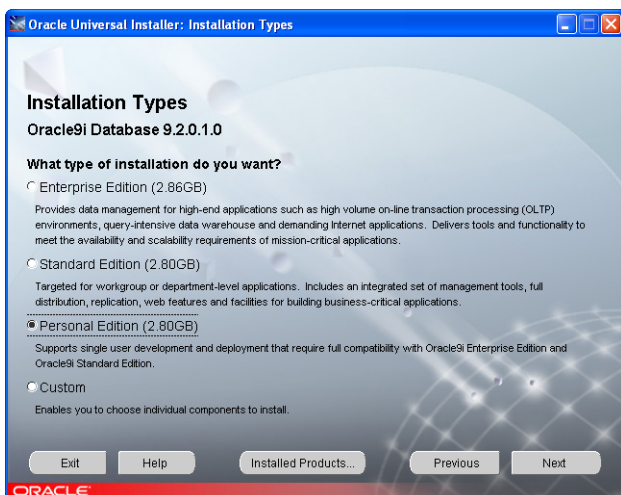 Oracle Universal Installer: Installation Types
Installation Types
Oracle9i Database 9.2.0.1.0
What type of installation do you want?
Enterprise Edition (2.86GB)
Provides data management for high-end applications such as high volume on-line transaction processing (OLTP)
environments, query-intensive data warehouse and demanding Internet applications. Delivers tools and functionality to
meet the availability and scalability requirements of mission-critical applications.
Standard Edition (2.80GB)
Targeted for workgroup or department-level applications. Includes an integrated set of management tools, full
distribution, replication, web features and facilities for building business-critical applications.
Personal Edition (2.80GB)
Supports single user development and deployment that require full compatibility with Oracle9i Enterprise Edition and
Oracle9i Standard Edition.
Custom
Enables you to choose individual components to install.
Exit Help Installed Products... Previous Next
ORACLE